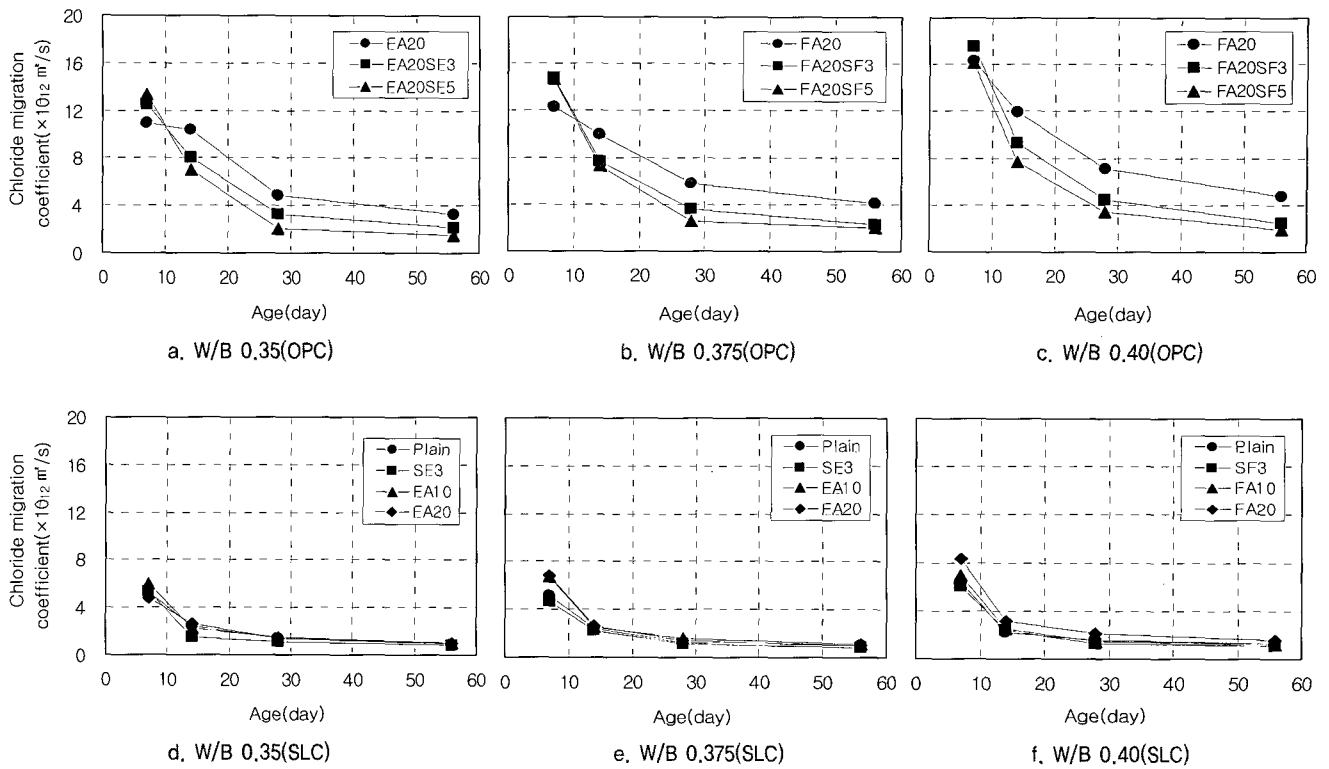 Chloride migration
coefficient(×10₁₂ ㎡/s)
20
16
12
8
4
0
EA20
EA20SE3
EA20SE5
0 10 20 30 40 50 60
Age(day)
a. W/B 0.35(OPC)
FA20
FA20SF3
FA20SF5
0 10 20 30 40 50 60
Age(day)
b. W/B 0.375(OPC)
FA20
FA20SF3
FA20SF5
0 10 20 30 40 50 60
Age(day)
c. W/B 0.40(OPC)
Chloride migration
coefficient(×10₁₂ ㎡/s)
20
16
12
8
4
0
Plain
SE3
EA10
EA20
0 10 20 30 40 50 60
Age(day)
d. W/B 0.35(SLC)
Plain
SE3
EA10
FA20
0 10 20 30 40 50 60
Age(day)
e. W/B 0.375(SLC)
Plain
SF3
FA10
FA20
0 10 20 30 40 50 60
Age(day)
f. W/B 0.40(SLC)